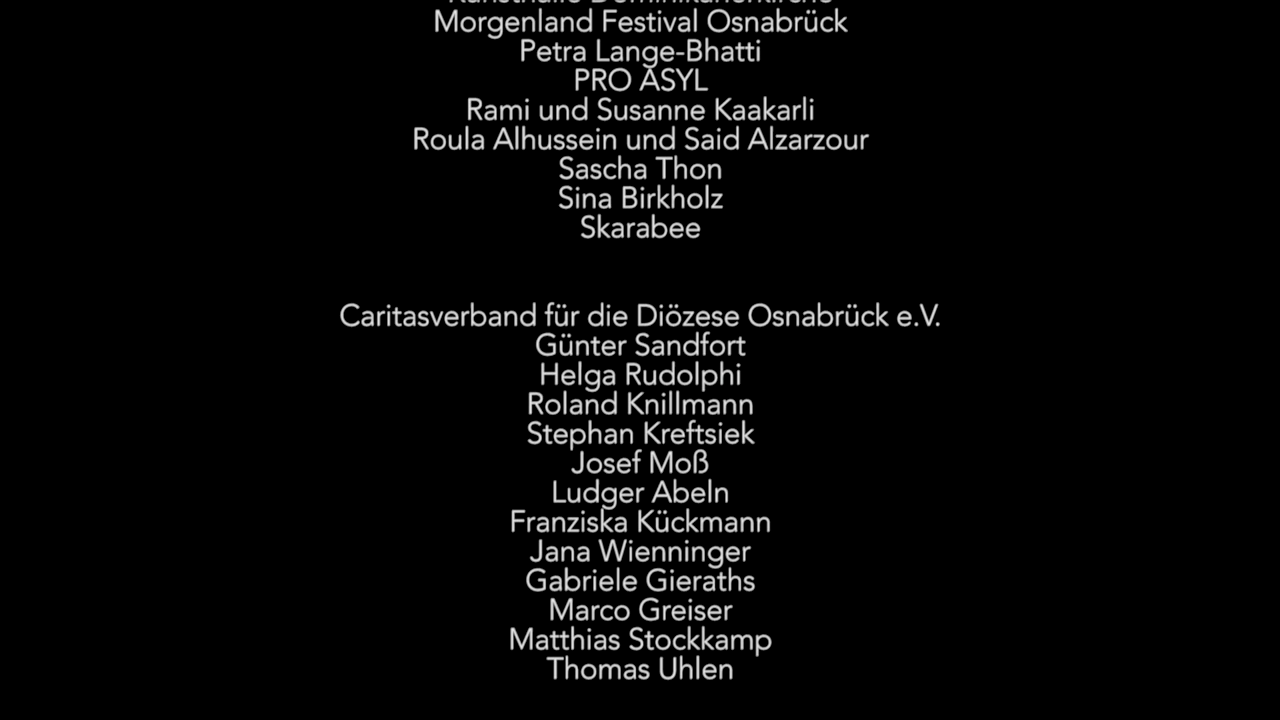 Kunsthalle Dominikanerkirche
Morgenland Festival Osnabrück
Petra Lange-Bhatti
PRO ASYL
Rami und Susanne Kaakarli
Roula Alhussein und Said Alzarzour
Sascha Thon
Sina Birkholz
Skarabee
Caritasverband für die Diözese Osnabrück e.V.
Günter Sandfort
Helga Rudolphi
Roland Knillmann
Stephan Kreftsiek
Josef Moß
Ludger Abeln
Franziska Kückmann
Jana Wienninger
Gabriele Gieraths
Marco Greiser
Matthias Stockkamp
Thomas Uhlen